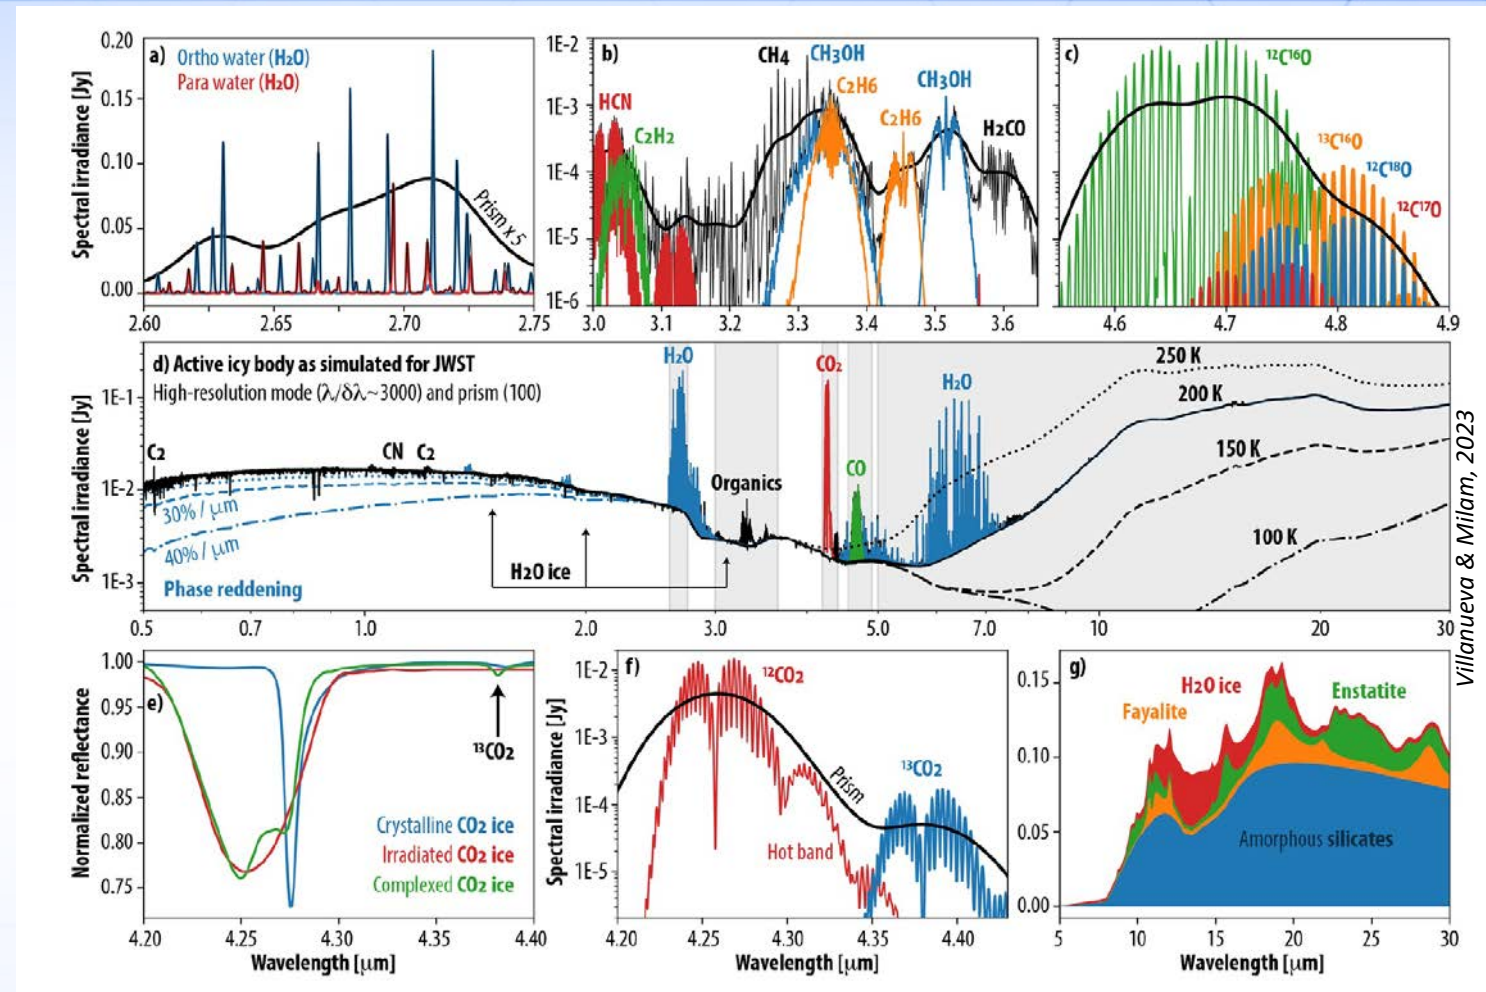 a) Ortho water (H₂O)
Para water (H₂O)
Prism x 5
Spectral irradiance [Jy]
0.20
0.15
0.10
0.05
0.00
2.60 2.65 2.70 2.75
b)
HCN
C₂H₂
CH4
CH₃OH
C₂H6
C₂H6
CH₃OH
H₂CO
1E-2
1E-3
1E-4
1E-5
1E-6
3.0 3.1 3.2 3.3 3.4 3.5 3.6
c)
¹²C¹⁶O
¹³C¹⁶O
¹²C¹⁸O
¹²C¹⁷O
4.6 4.7 4.8 4.9
d) Active icy body as simulated for JWST
High-resolution mode (λ/δλ~3000) and prism (100)
Spectral irradiance [Jy]
1E-1
1E-2
1E-3
C₂
CN C₂
30% / μm
40% / μm
Phase reddening
H₂O ice
H₂O
Organics
CO₂
CO
H₂O
250 K
200 K
150 K
100 K
0.5 0.7 1.0 2.0 3.0 5.0 7.0 10 20 30
Villanueva & Milam, 2023
e)
Normalized reflectance
1.00
0.95
0.90
0.85
0.80
0.75
¹³CO₂
Crystalline CO₂ ice
Irradiated CO₂ ice
Complexed CO₂ ice
4.20 4.25 4.30 4.35 4.40
Wavelength [μm]
f)
Spectral irradiance [Jy]
1E-2
1E-3
1E-4
1E-5
¹²CO₂
Prism
¹³CO₂
Hot band
4.20 4.25 4.30 4.35 4.40
Wavelength [μm]
g)
0.15
0.10
0.05
0.00
H₂O ice
Fayalite
Enstatite
Amorphous silicates
5 10 15 20 25 30
Wavelength [μm]